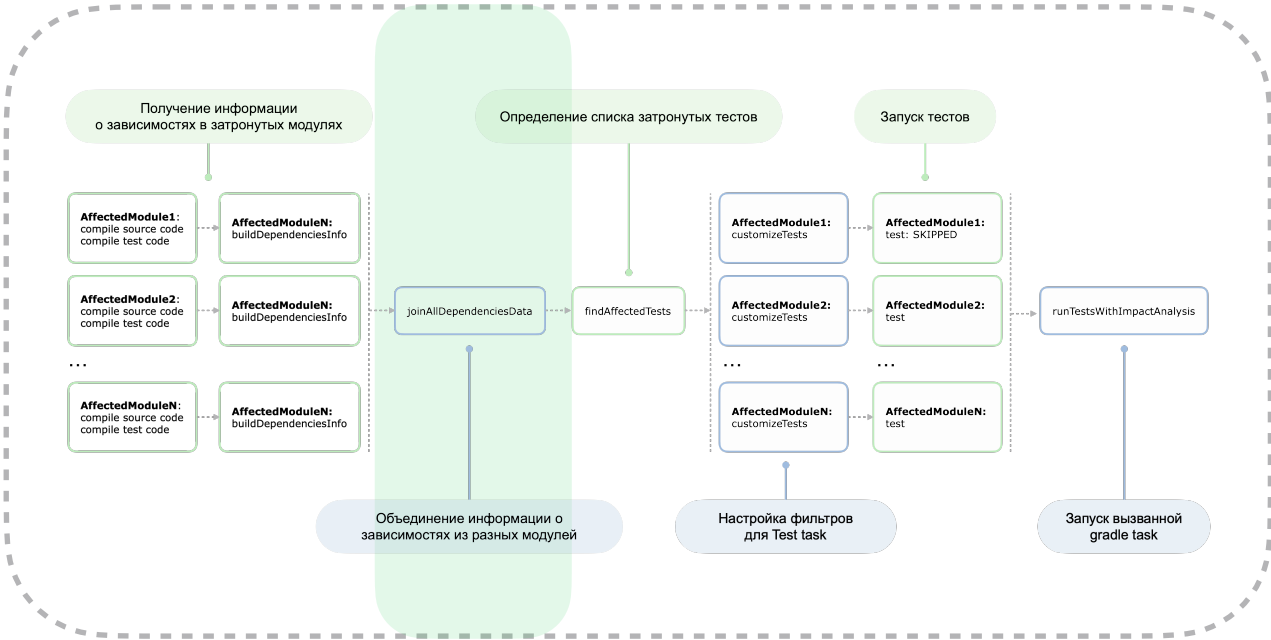 Получение информации
о зависимостях в затронутых модулях
Определение списка затронутых тестов
Запуск тестов
AffectedModule1:
compile source code
compile test code
AffectedModuleN:
buildDependenciesInfo
AffectedModule2:
compile source code
compile test code
AffectedModuleN:
buildDependenciesInfo
...
AffectedModuleN:
compile source code
compile test code
AffectedModuleN:
buildDependenciesInfo
joinAllDependenciesData
findAffectedTests
AffectedModule1:
customizeTests
AffectedModule1:
test: SKIPPED
AffectedModule2:
customizeTests
AffectedModule2:
test
...
...
AffectedModuleN:
customizeTests
AffectedModuleN:
test
runTestsWithImpactAnalysis
Объединение информации о
зависимостях из разных модулей
Настройка фильтров
для Test task
Запуск вызванной
gradle task